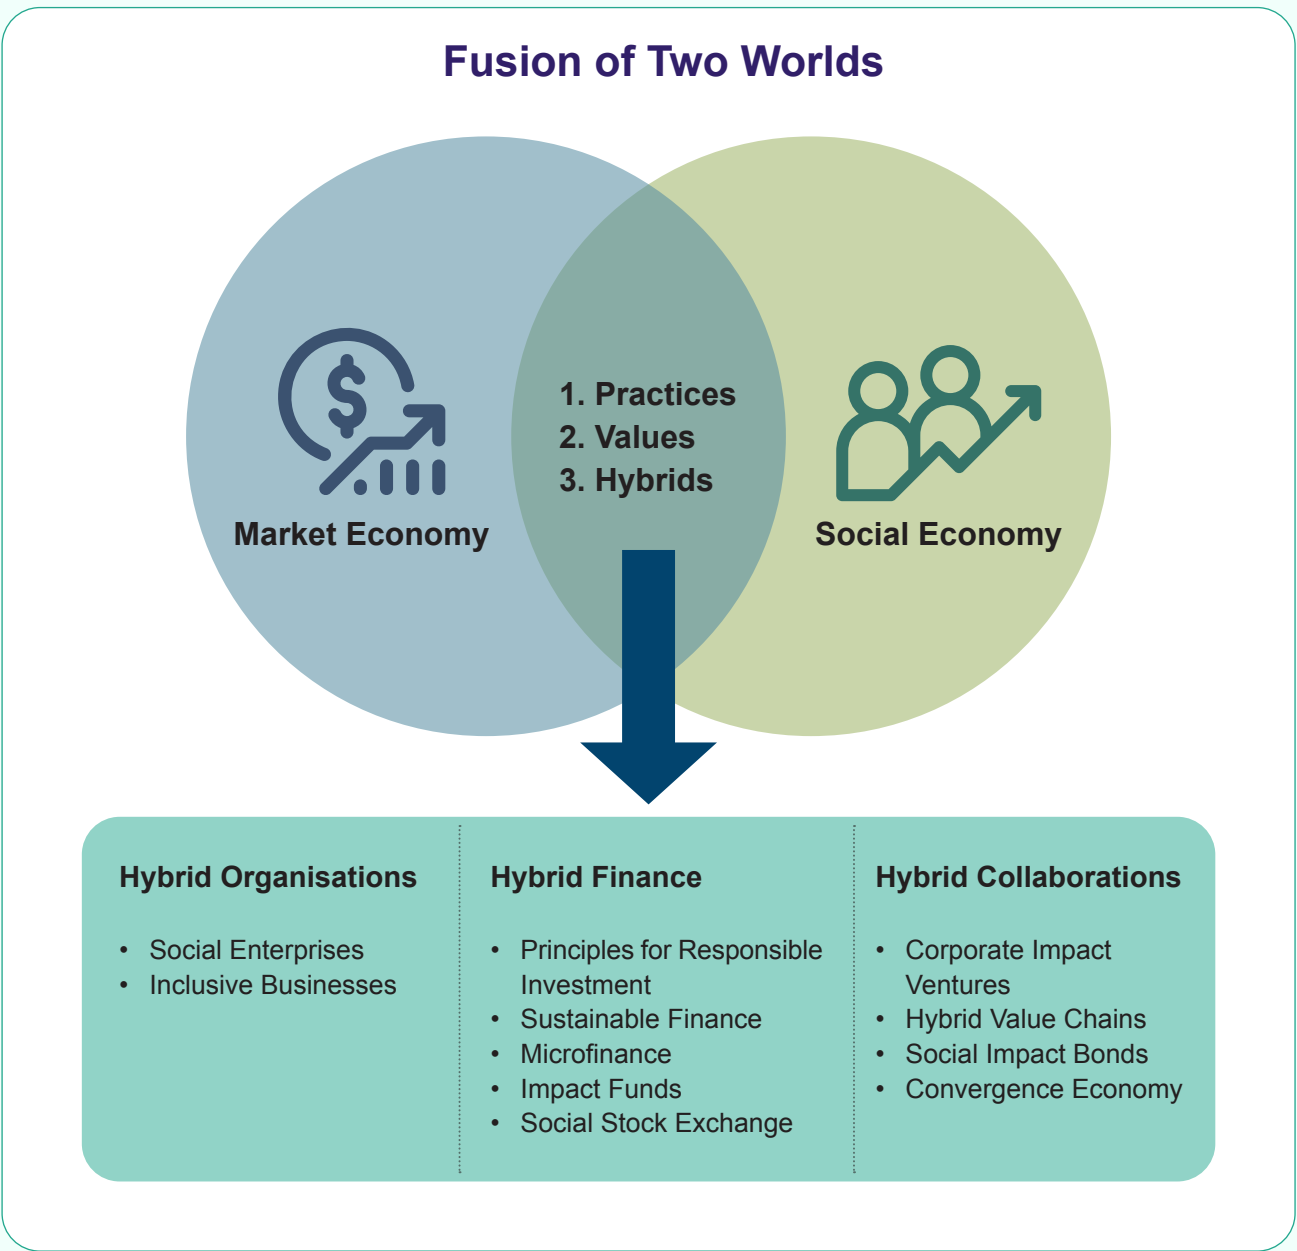 Fusion of Two Worlds
$
1. Practices
2. Values
3. Hybrids
Market Economy
Social Economy
Hybrid Organisations
• Social Enterprises
• Inclusive Businesses
Hybrid Finance
• Principles for Responsible
Investment
• Sustainable Finance
• Microfinance
• Impact Funds
• Social Stock Exchange
Hybrid Collaborations
• Corporate Impact
Ventures
• Hybrid Value Chains
• Social Impact Bonds
• Convergence Economy